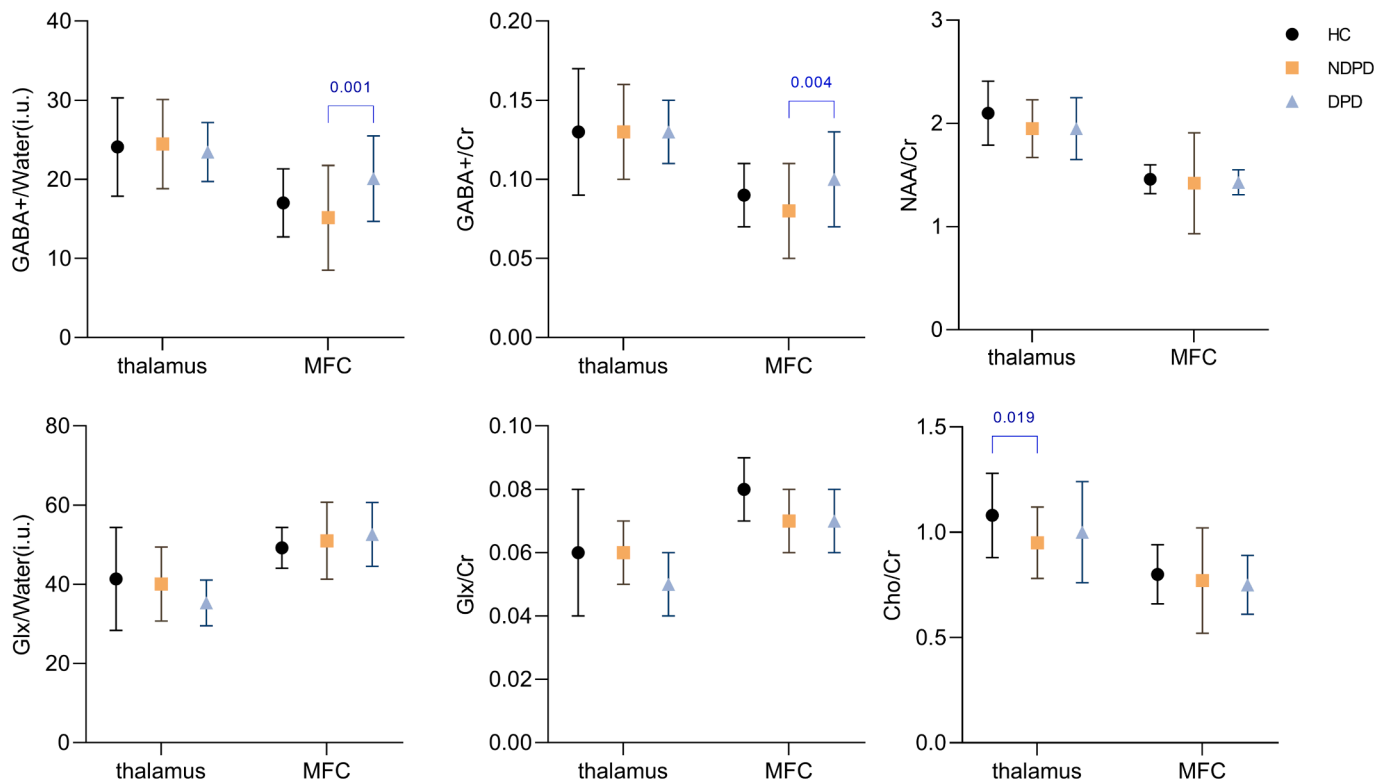 GABA+/Water(i.u.)
40
30
20
10
0
0.001
thalamus MFC
GABA+/Cr
0.20
0.15
0.10
0.05
0.00
0.004
thalamus MFC
NAA/Cr
3
2
1
0
thalamus MFC
HC
NDPD
DPD
Glx/Water(i.u.)
80
60
40
20
0
thalamus MFC
Glx/Cr
0.10
0.08
0.06
0.04
0.02
0.00
thalamus MFC
Cho/Cr
1.5
1.0
0.5
0.0
0.019
thalamus MFC